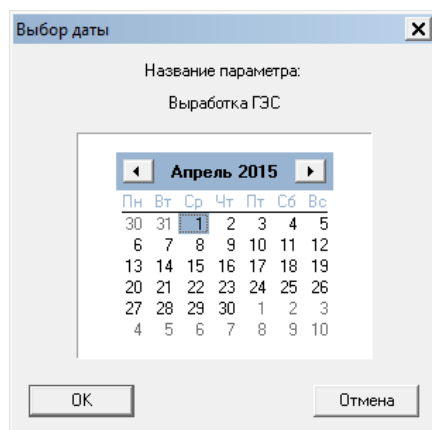 Выбор даты
Название параметра:
Выработка ГЭС
Апрель 2015
Пн Вт Ср Чт Пт Сб Вс
30 31 1 2 3 4 5
6 7 8 9 10 11 12
13 14 15 16 17 18 19
20 21 22 23 24 25 26
27 28 29 30 1 2 3
4 5 6 7 8 9 10
OK Отмена